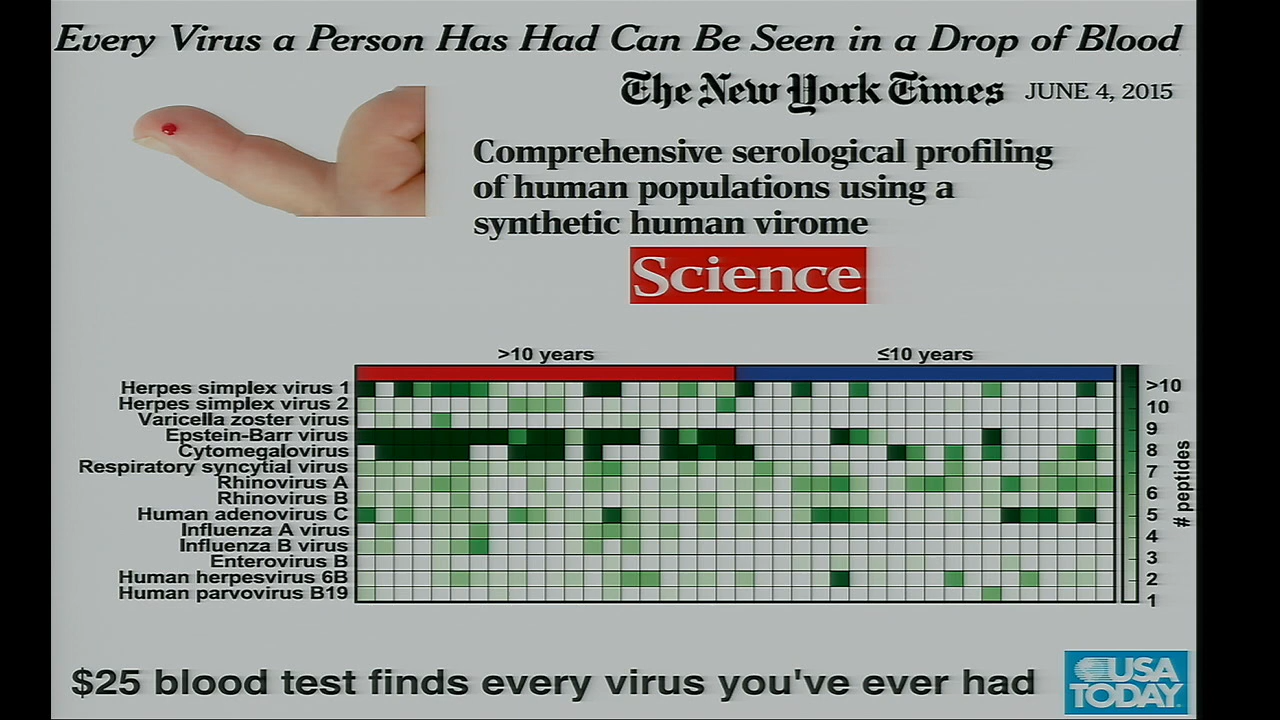 Every Virus a Person Has Had Can Be Seen in a Drop of Blood
The New York Times JUNE 4, 2015
Comprehensive serological profiling
of human populations using a
synthetic human virome
Science
>10 years ≤10 years
Herpes simplex virus 1
Herpes simplex virus 2
Varicella zoster virus
Epstein-Barr virus
Cytomegalovirus
Respiratory syncytial virus
Rhinovirus A
Rhinovirus B
Human adenovirus C
Influenza A virus
Influenza B virus
Enterovirus B
Human herpesvirus 6B
Human parvovirus B19
>10
10
9
8
7
6
5
4
3
2
1
# peptides
$25 blood test finds every virus you've ever had
USA
TODAY